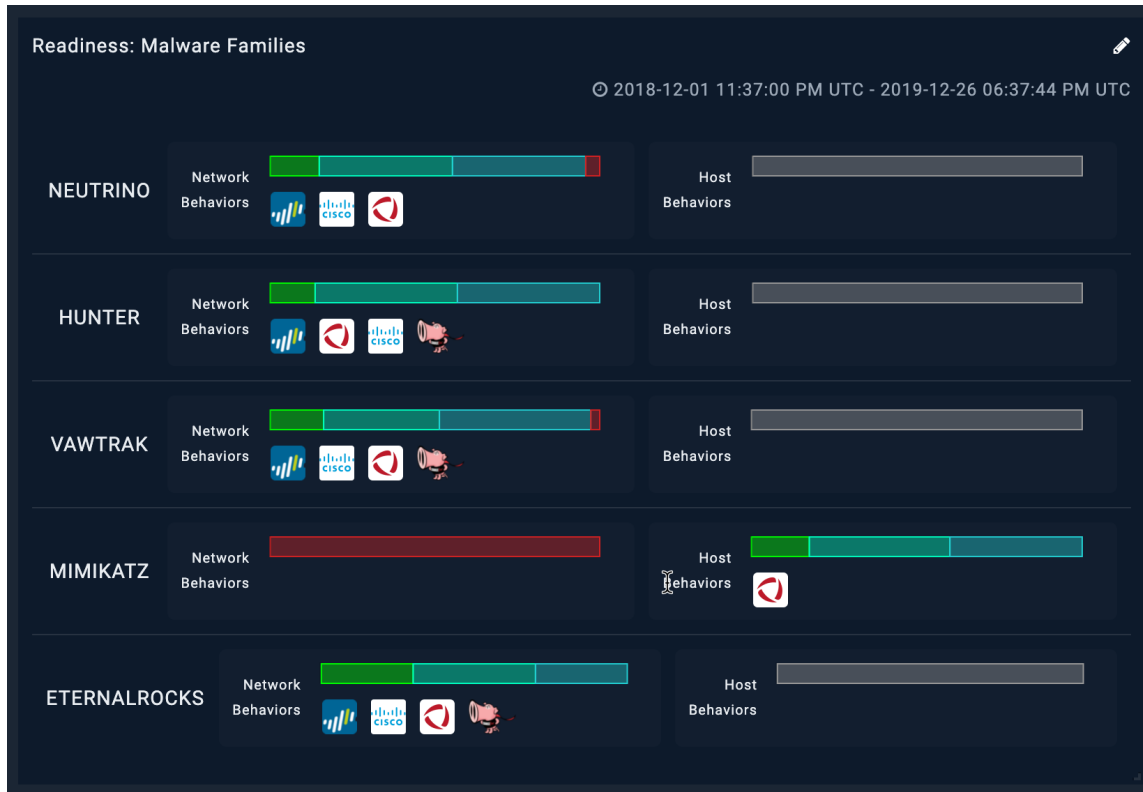 Readiness: Malware Families
2018-12-01 11:37:00 PM UTC - 2019-12-26 06:37:44 PM UTC
NEUTRINO
Network
Behaviors
CISCO
Host
Behaviors
HUNTER
Network
Behaviors
CISCO
Host
Behaviors
VAWTRAK
Network
Behaviors
CISCO
Host
Behaviors
MIMIKATZ
Network
Behaviors
Host
Behaviors
ETERNALROCKS
Network
Behaviors
CISCO
Host
Behaviors